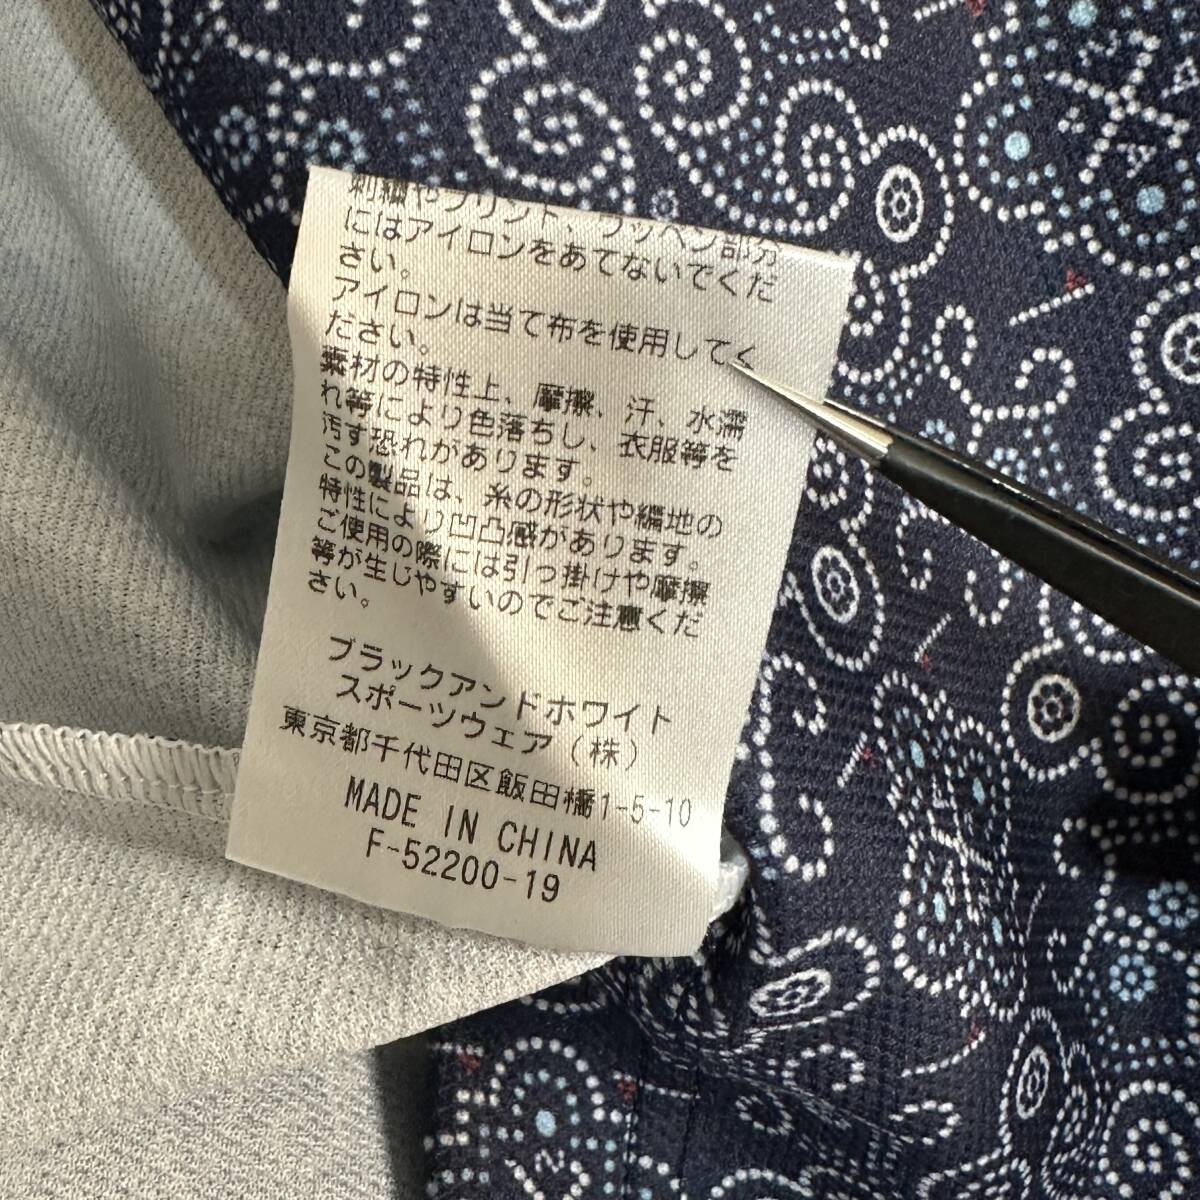 刺繍やプリント、ワッペン部分
にはアイロンをあてないでくだ
さい。
アイロンは当て布を使用してく
ださい。
素材の特性上、摩擦、汗、水濡
れ等により色落ちし、衣服等を
汚す恐れがあります。
この製品は、糸の形状や編地の
特性により凹凸感があります。
ご使用の際には引っ掛けや摩擦
等が生じやすいのでご注意くだ
さい。
ブラックアンドホワイト
スポーツウェア(株)
東京都千代田区飯田橋1-5-10
MADE IN CHINA
F-52200-19